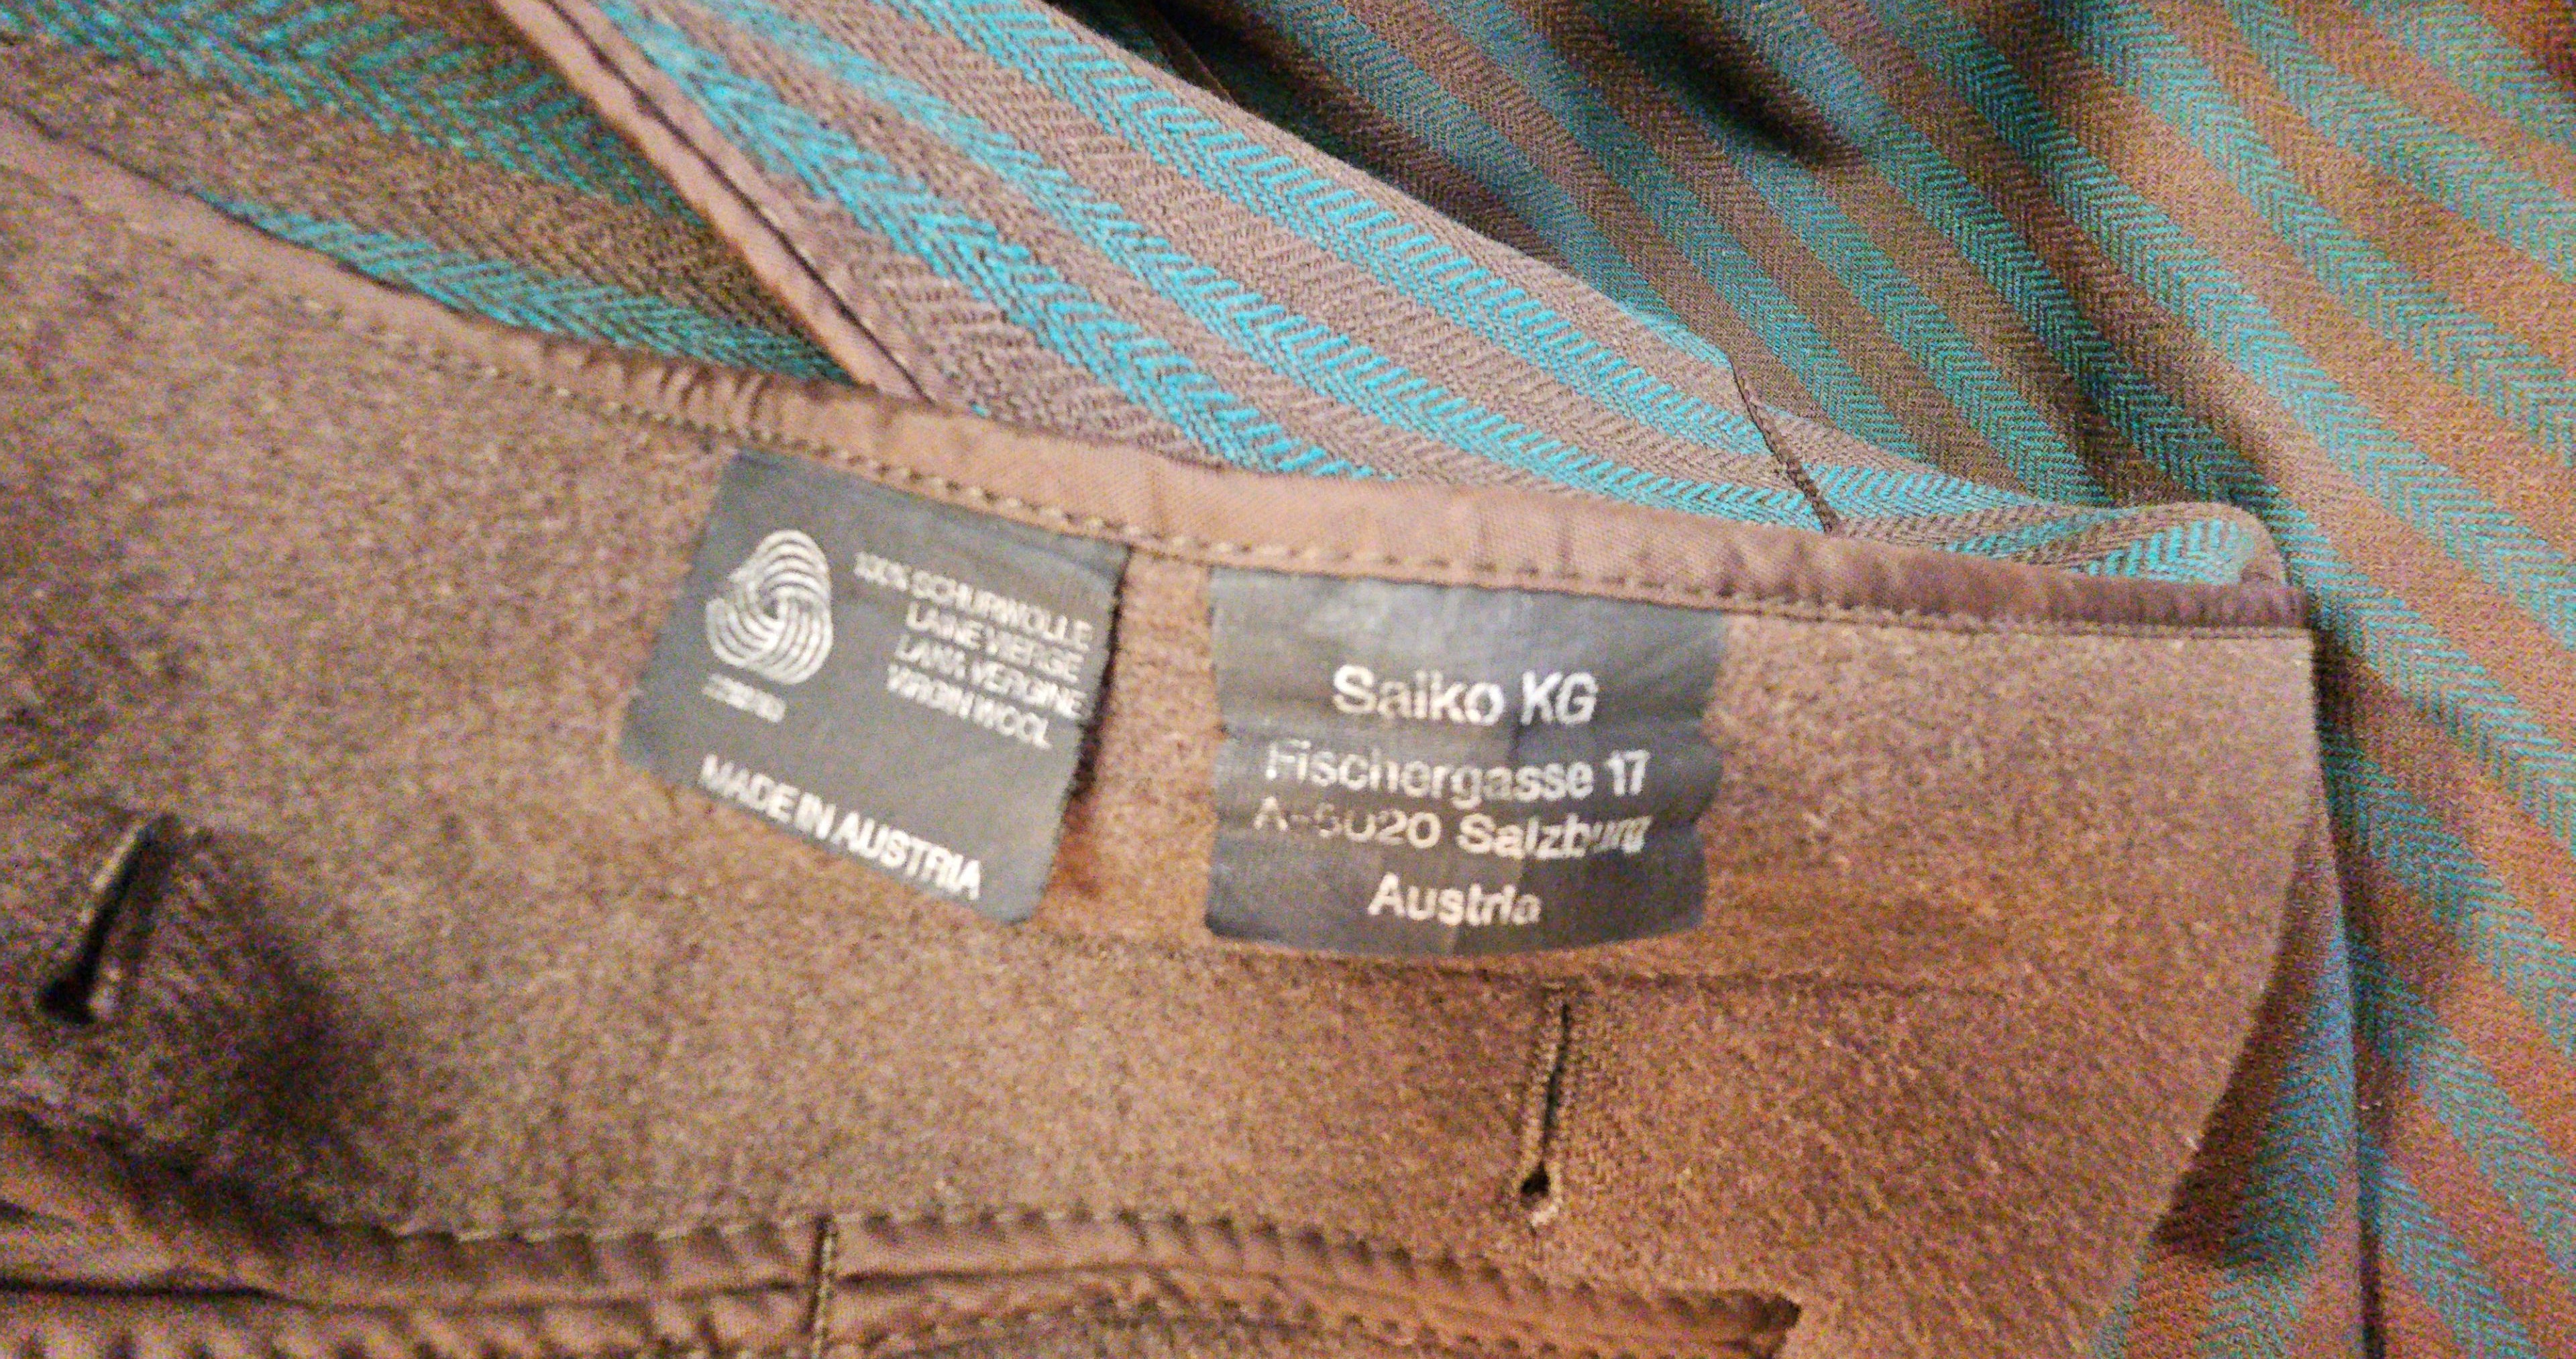 100% SCHURWOLLE
LAINE VIERGE
LANA VERGINE
VIRGIN WOOL
MADE IN AUSTRIA
Saiko KG
Fischergasse 17
A-5020 Salzburg
Austria